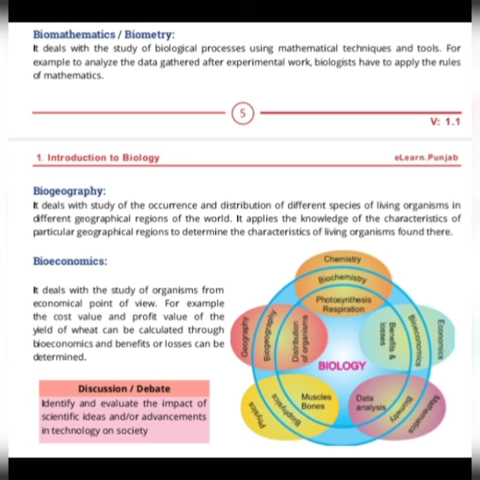 Biomathematics / Biometry:
It deals with the study of biological processes using mathematical techniques and tools. For
example to analyze the data gathered after experimental work, biologists have to apply the rules
of mathematics.
5
V: 1.1
1. Introduction to Biology
eLearn.Punjab
Biogeography:
It deals with study of the occurrence and distribution of different species of living organisms in
different geographical regions of the world. It applies the knowledge of the characteristics of
particular geographical regions to determine the characteristics of living organisms found there.
Bioeconomics:
It deals with the study of organisms from
economical point of view. For example
the cost value and profit value of the
yield of wheat can be calculated through
bioeconomics and benefits or losses can be
determined.
Discussion / Debate
Identify and evaluate the impact of
scientific ideas and/or advancements
in technology on society
Chemistry
Biochemistry
Photosynthesis
Respiration
Geography
Biogeography
Distribution
of organisms
Benefits &
losses
Bioeconomics
Economics
BIOLOGY
Muscles
Bones
Biophysics
Physics
Data
analysis
Biometry
Mathematics